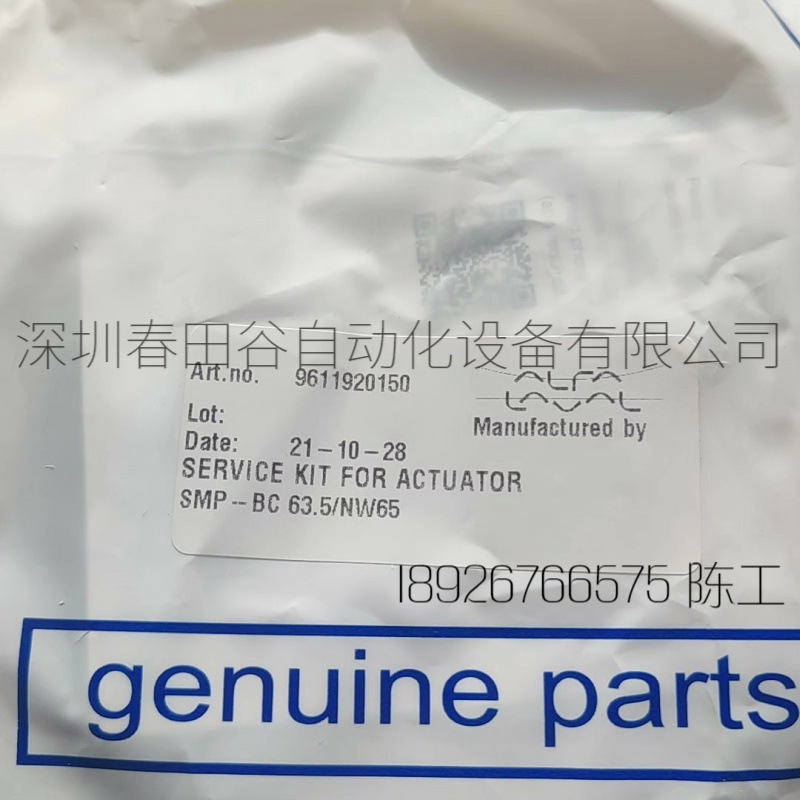 深圳春田谷自动化设备有限公司
Art.no. 9611920150
ALFA
LAVAL
Lot:
Manufactured by
Date: 21-10-28
SERVICE KIT FOR ACTUATOR
SMP--BC 63.5/NW65
18926766575 陈工
genuine parts